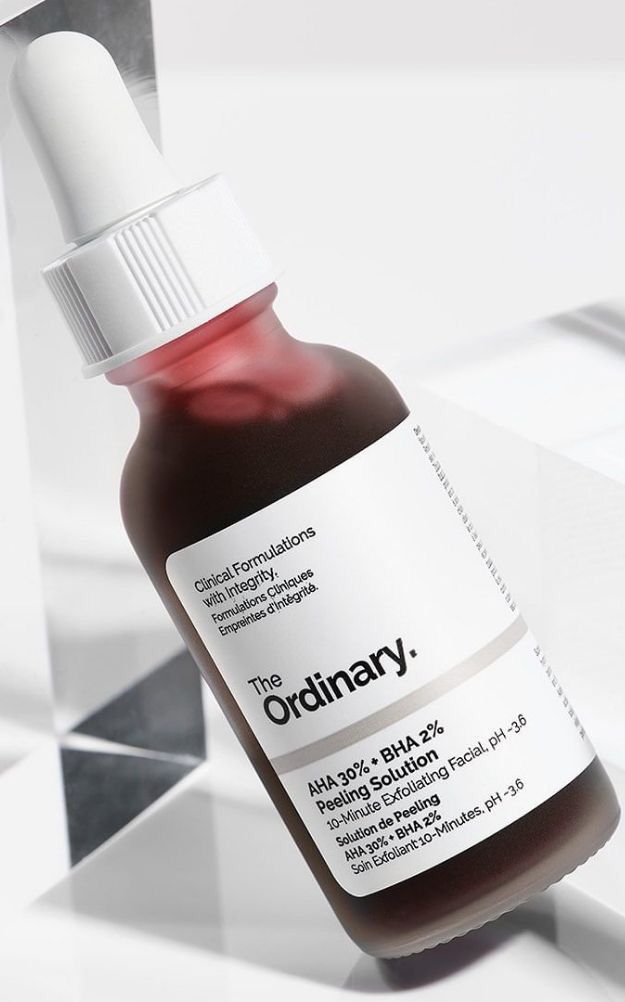 Clinical Formulations
with Integrity.
Formulations Cliniques
Empreintes d'Intégrité.
The
Ordinary.
AHA 30% + BHA 2%
Peeling Solution
10-Minute Exfoliating Facial, pH ~3.6
Solution de Peeling
AHA 30% + BHA 2%
Soin Exfoliant 10-Minutes, pH ~3.6